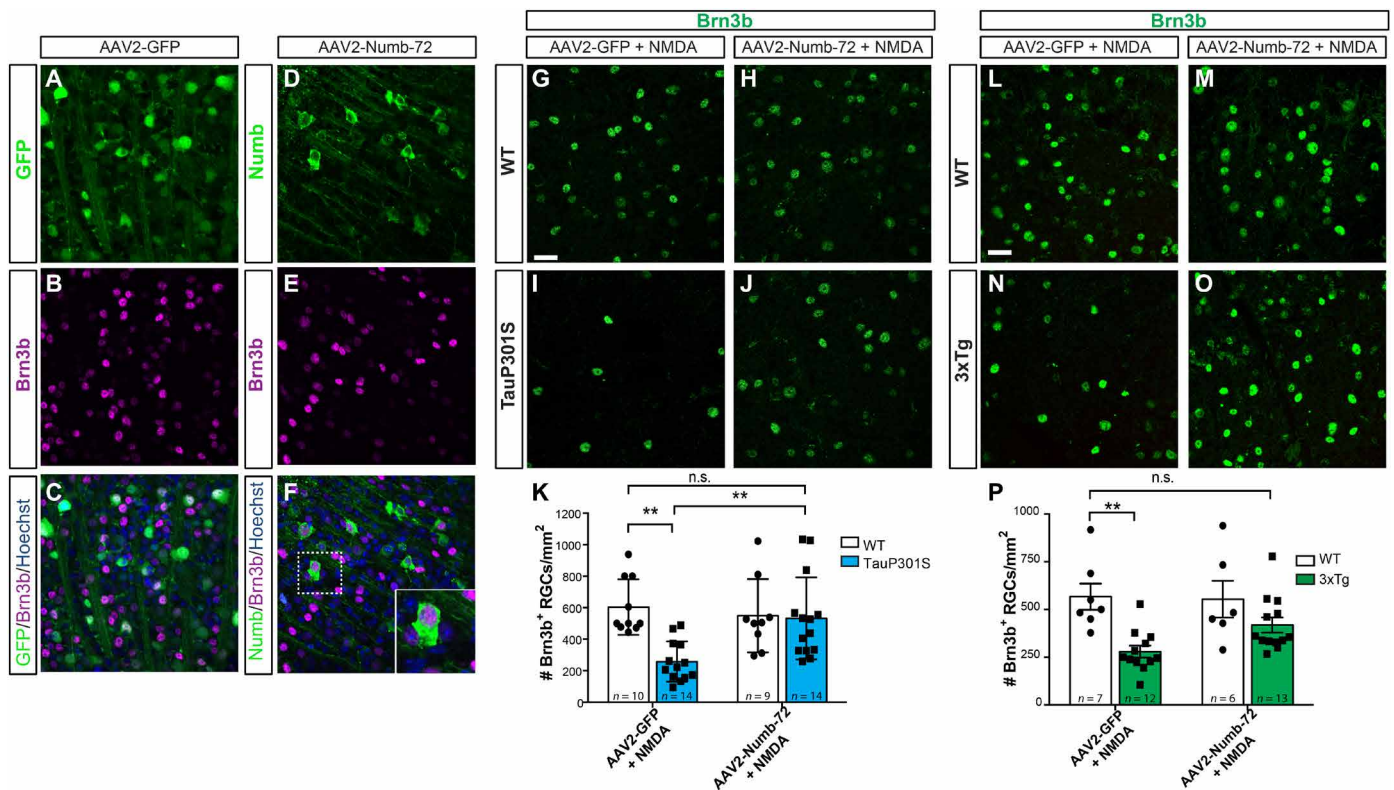 Brn3b
Brn3b
AAV2-GFP
AAV2-Numb-72
AAV2-GFP + NMDA
AAV2-Numb-72 + NMDA
AAV2-GFP + NMDA
AAV2-Numb-72 + NMDA
GFP
A
Numb
D
WT
G
H
WT
L
M
Brn3b
B
Brn3b
E
TauP301S
I
J
3xTg
N
O
GFP/Brn3b/Hoechst
C
Numb/Brn3b/Hoechst
F
K
n.s.
**
**
# Brn3b+ RGCs/mm2
1200
1000
800
600
400
200
0
WT
TauP301S
n = 10
n = 14
n = 9
n = 14
AAV2-GFP
+ NMDA
AAV2-Numb-72
+ NMDA
P
n.s.
**
# Brn3b+ RGCs/mm2
1000
750
500
250
0
WT
3xTg
n = 7
n = 12
n = 6
n = 13
AAV2-GFP
+ NMDA
AAV2-Numb-72
+ NMDA